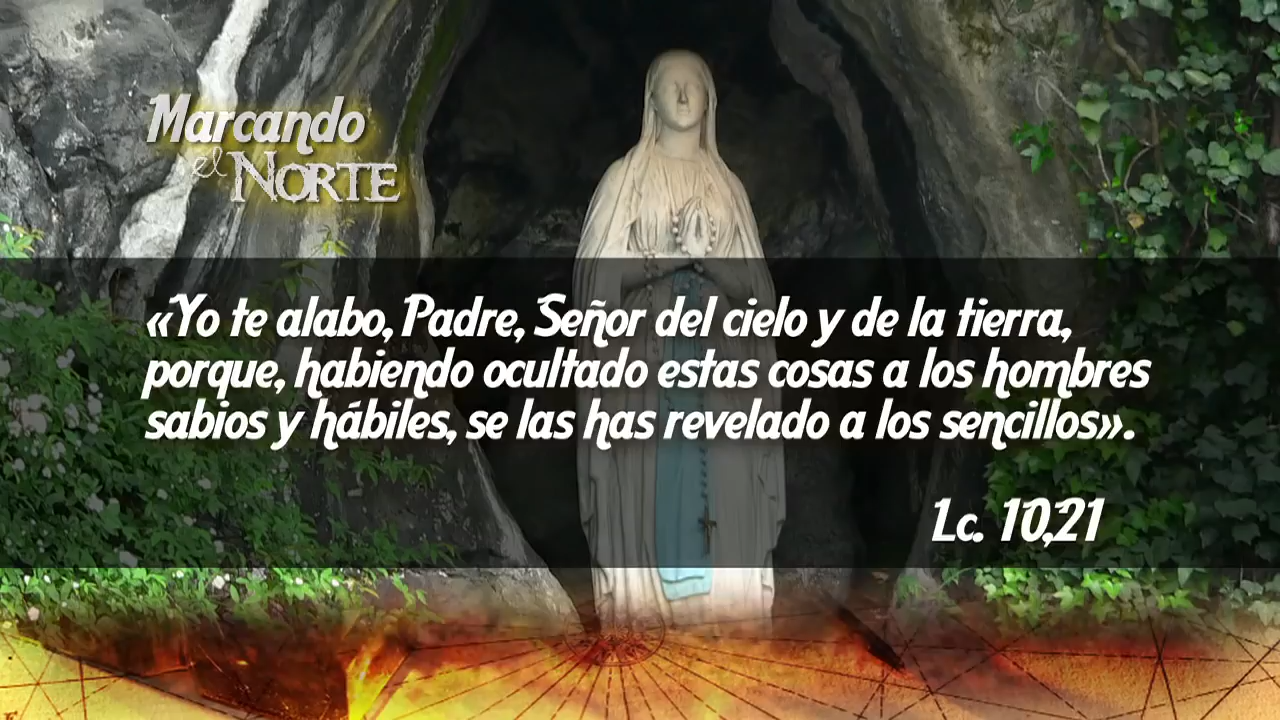 Marcando
el NORTE
«Yo te alabo, Padre, Señor del cielo y de la tierra,
porque, habiendo ocultado estas cosas a los hombres
sabios y hábiles, se las has revelado a los sencillos».
Lc. 10,21